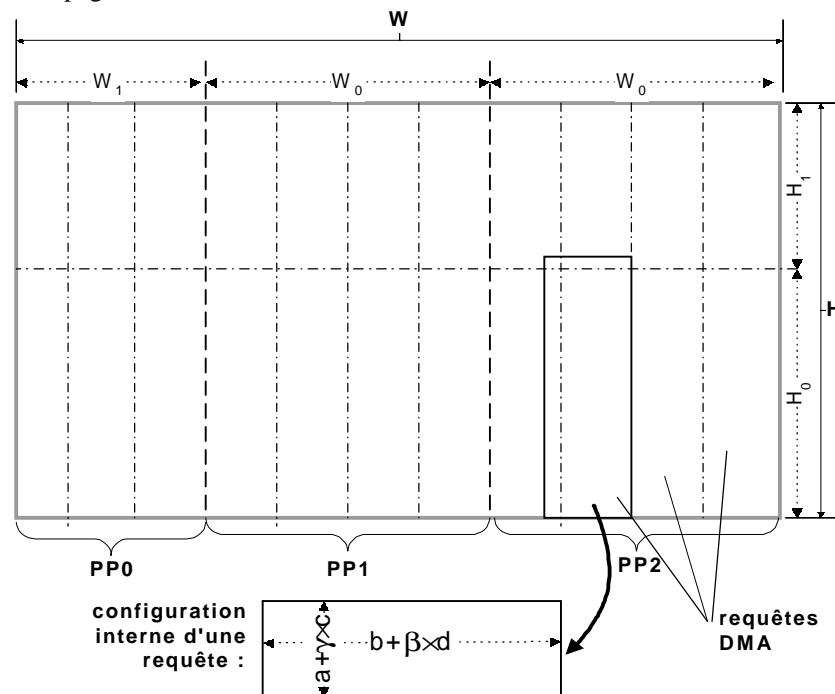 W
W₁ W₀ W₀
H₁
H
H₀
PP0 PP1 PP2
configuration
interne d'une
requête :
a+γ×c
b+β×d
requêtes
DMA